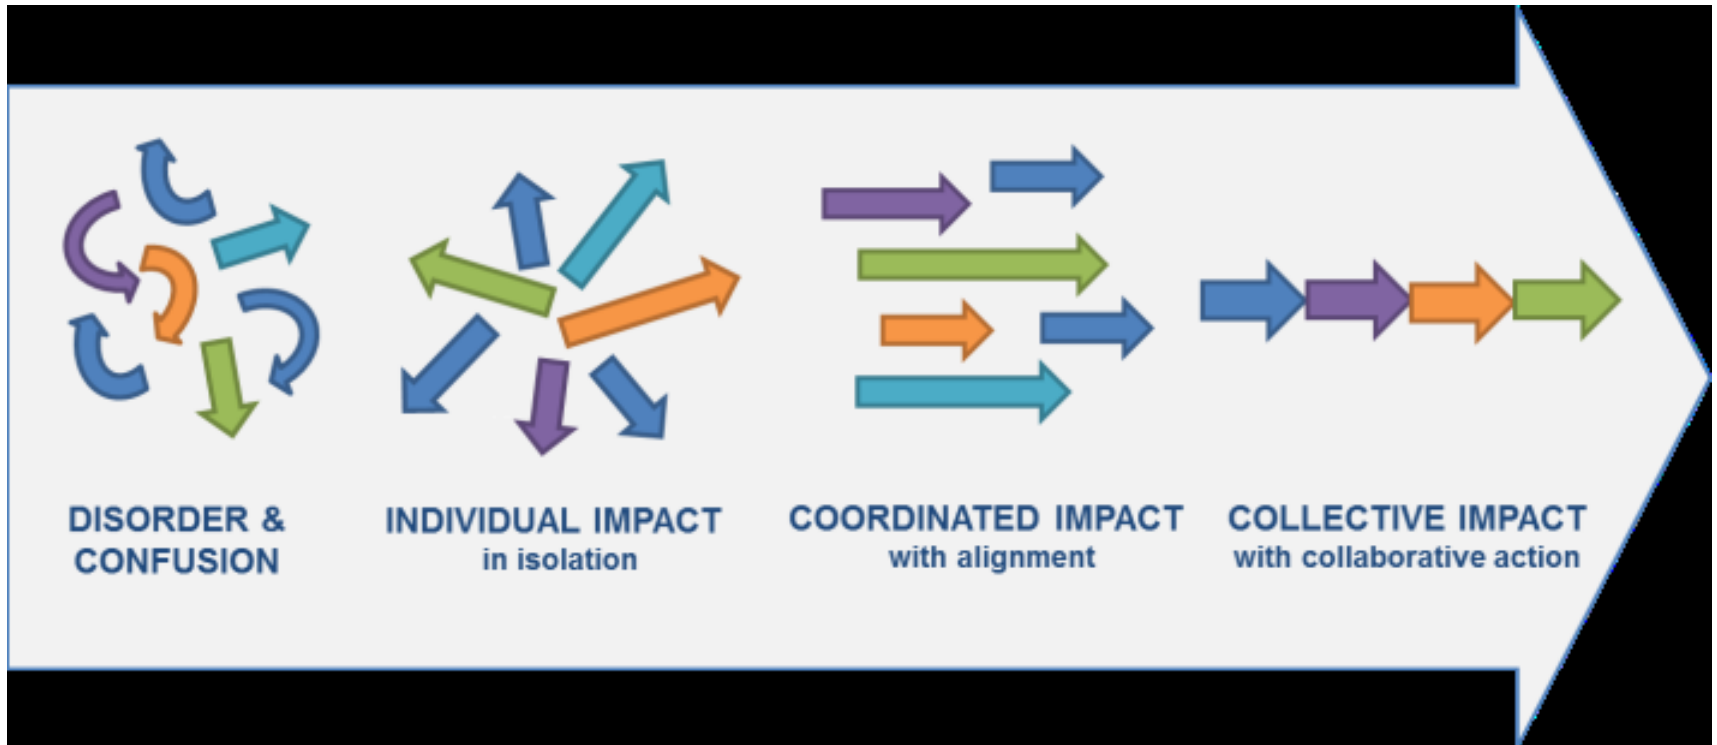 DISORDER &
CONFUSION
INDIVIDUAL IMPACT
in isolation
COORDINATED IMPACT
with alignment
COLLECTIVE IMPACT
with collaborative action